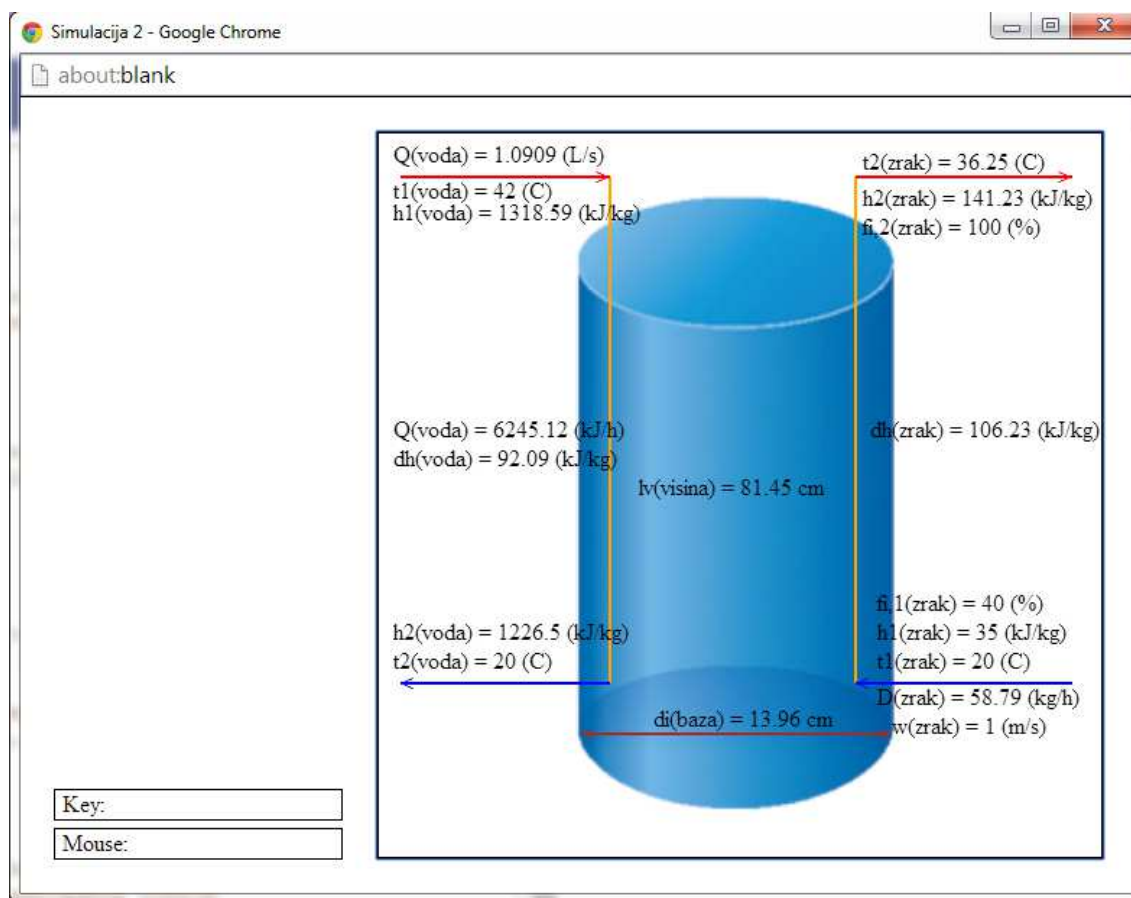 Simulacija 2 - Google Chrome
about:blank
Q(voda) = 1.0909 (L/s)
t1(voda) = 42 (C)
h1(voda) = 1318.59 (kJ/kg)
t2(zrak) = 36.25 (C)
h2(zrak) = 141.23 (kJ/kg)
fi,2(zrak) = 100 (%)
Q(voda) = 6245.12 (kJ/h)
dh(voda) = 92.09 (kJ/kg)
dh(zrak) = 106.23 (kJ/kg)
lv(visina) = 81.45 cm
h2(voda) = 1226.5 (kJ/kg)
t2(voda) = 20 (C)
fi,1(zrak) = 40 (%)
h1(zrak) = 35 (kJ/kg)
t1(zrak) = 20 (C)
D(zrak) = 58.79 (kg/h)
w(zrak) = 1 (m/s)
di(baza) = 13.96 cm
Key:
Mouse: